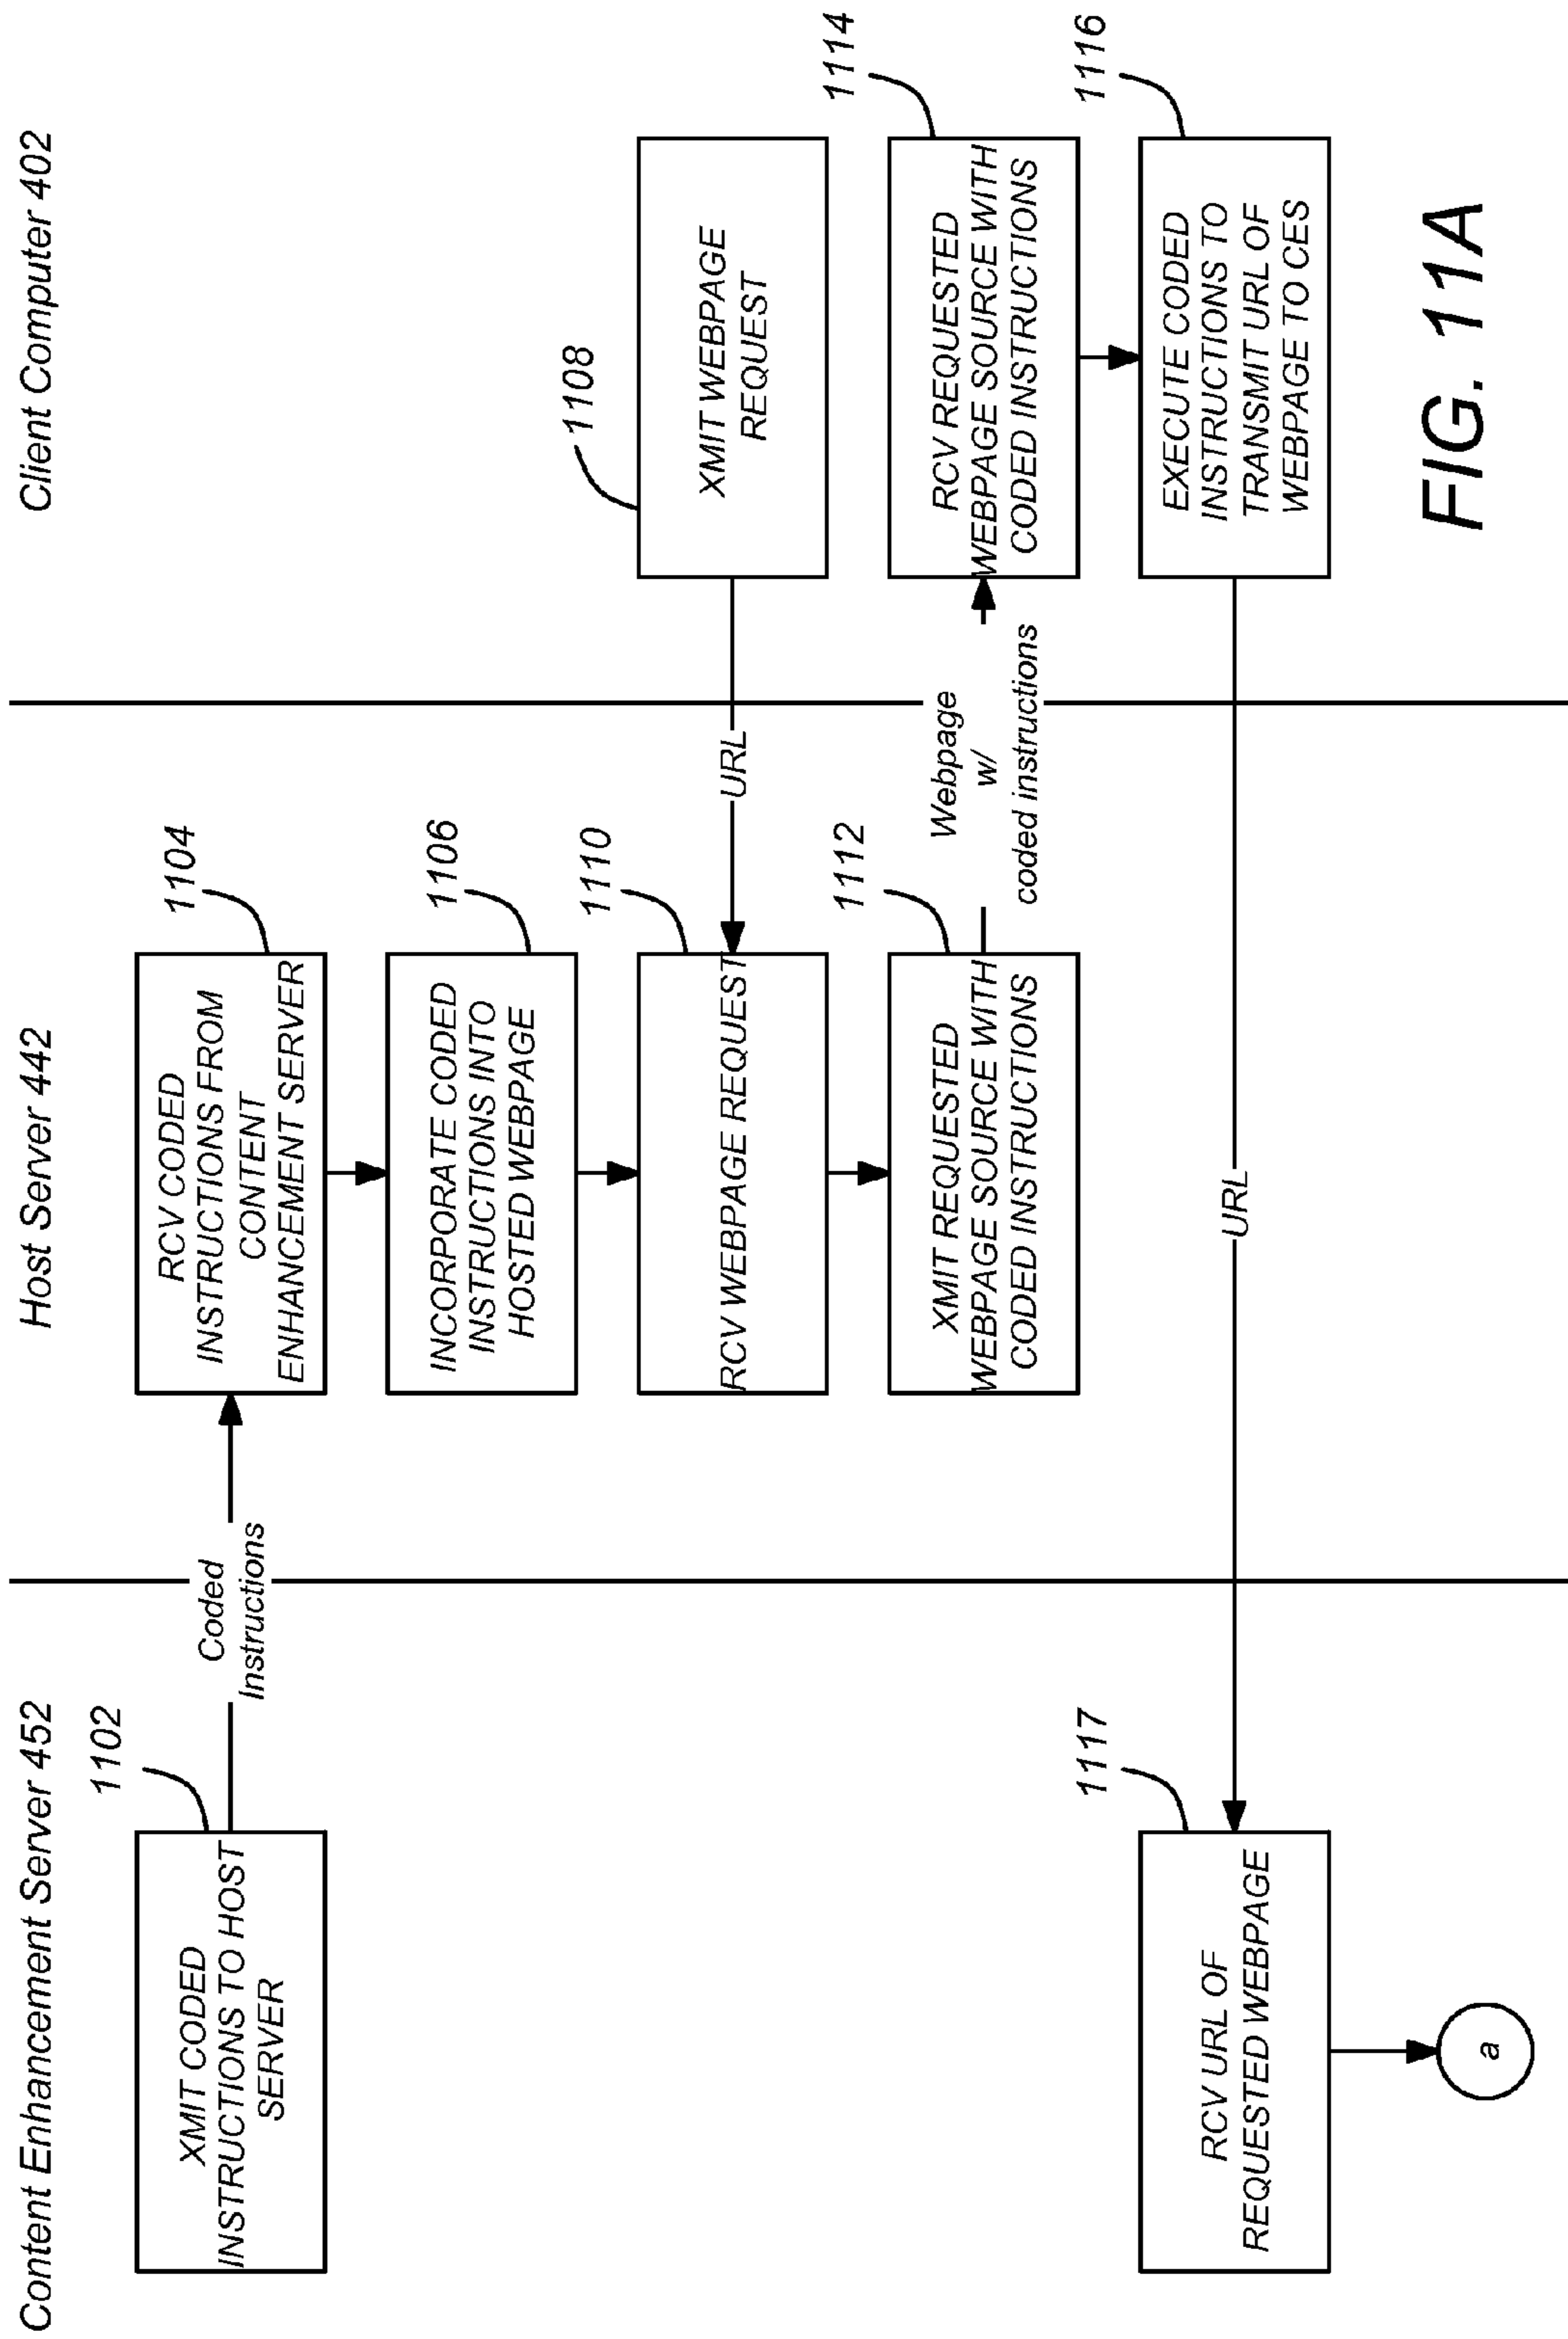 Content Enhancement Server 452
Host Server 442
Client Computer 402
1102
XMIT CODED
INSTRUCTIONS TO HOST
SERVER
Coded
Instructions
1104
RCV CODED
INSTRUCTIONS FROM
CONTENT
ENHANCEMENT SERVER
1106
INCORPORATE CODED
INSTRUCTIONS INTO
HOSTED WEBPAGE
1108
XMIT WEBPAGE
REQUEST
URL
1110
RCV WEBPAGE REQUEST
1112
XMIT REQUESTED
WEBPAGE SOURCE WITH
CODED INSTRUCTIONS
Webpage
w/
coded instructions
1114
RCV REQUESTED
WEBPAGE SOURCE WITH
CODED INSTRUCTIONS
1116
EXECUTE CODED
INSTRUCTIONS TO
TRANSMIT URL OF
WEBPAGE TO CES
URL
1117
RCV URL OF
REQUESTED WEBPAGE
a
FIG. 11A